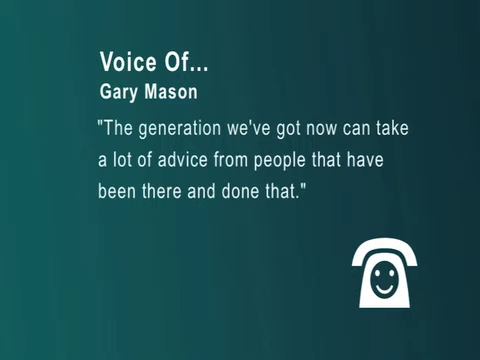 Voice Of...
Gary Mason
"The generation we've got now can take
a lot of advice from people that have
been there and done that."